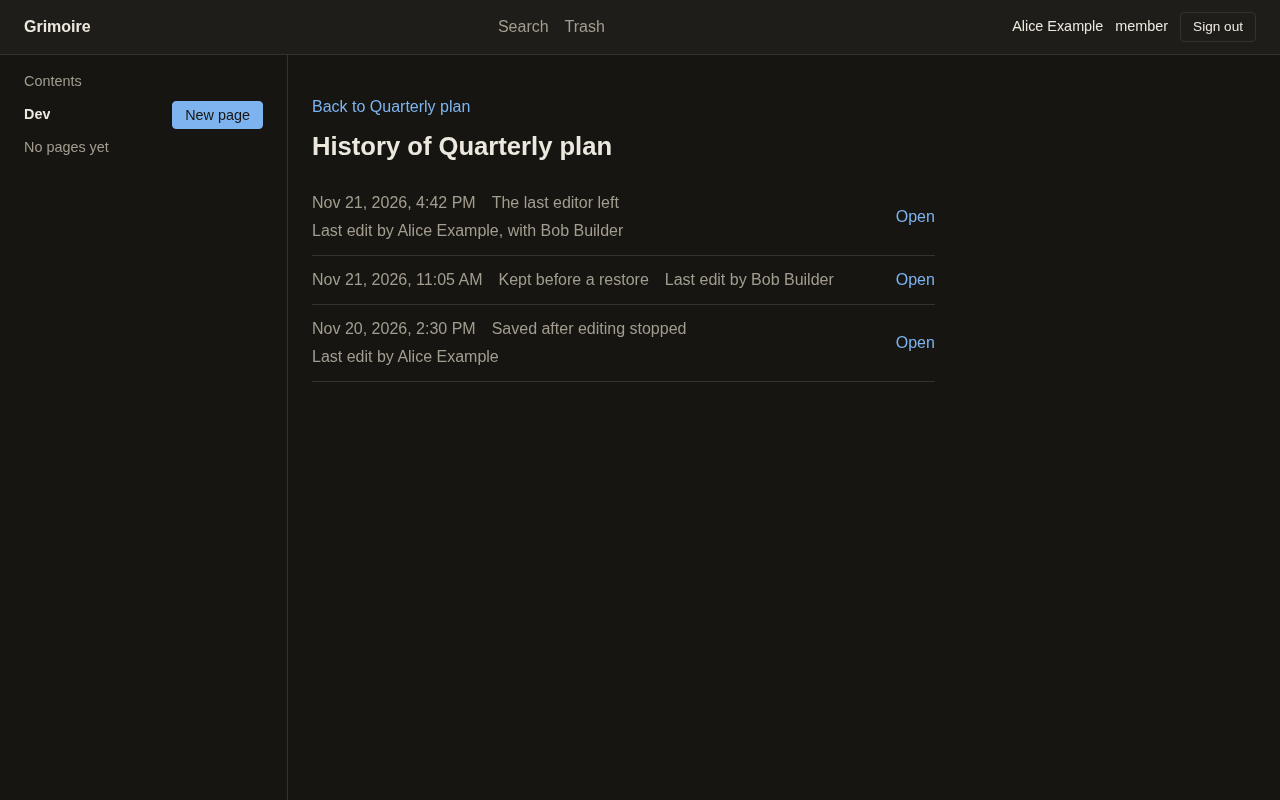 Grimoire
Search Trash
Alice Example member Sign out
Contents
Dev New page
No pages yet
Back to Quarterly plan
History of Quarterly plan
Nov 21, 2026, 4:42 PM The last editor left
Last edit by Alice Example, with Bob Builder
Open
Nov 21, 2026, 11:05 AM Kept before a restore Last edit by Bob Builder Open
Nov 20, 2026, 2:30 PM Saved after editing stopped
Last edit by Alice Example
Open